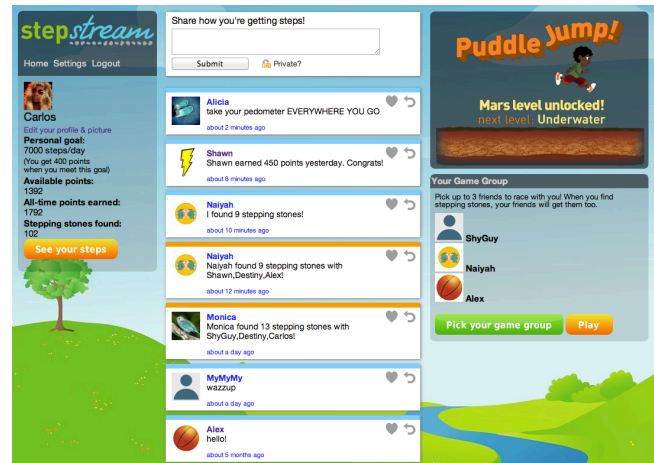 stepstream
Home Settings Logout
Carlos
Edit your profile & picture
Personal goal:
7000 steps/day
(You get 400 points
when you meet this goal)
Available points:
1392
All-time points earned:
1792
Stepping stones found:
102
See your steps
Share how you're getting steps!
Submit
Private?
Alicia
take your pedometer EVERYWHERE YOU GO
about 2 minutes ago
Shawn
Shawn earned 450 points yesterday. Congrats!
about 8 minutes ago
Naiyah
I found 9 stepping stones!
about 10 minutes ago
Naiyah
Naiyah found 9 stepping stones with
Shawn,Destiny,Alex!
about 12 minutes ago
Monica
Monica found 13 stepping stones with
ShyGuy,Destiny,Carlos!
about a day ago
MyMyMy
wazzup
about a day ago
Alex
hello!
about 5 months ago
Puddle Jump!
Mars level unlocked!
next level: Underwater
Your Game Group
Pick up to 3 friends to race with you! When you find
stepping stones, your friends will get them too.
ShyGuy
Naiyah
Alex
Pick your game group
Play